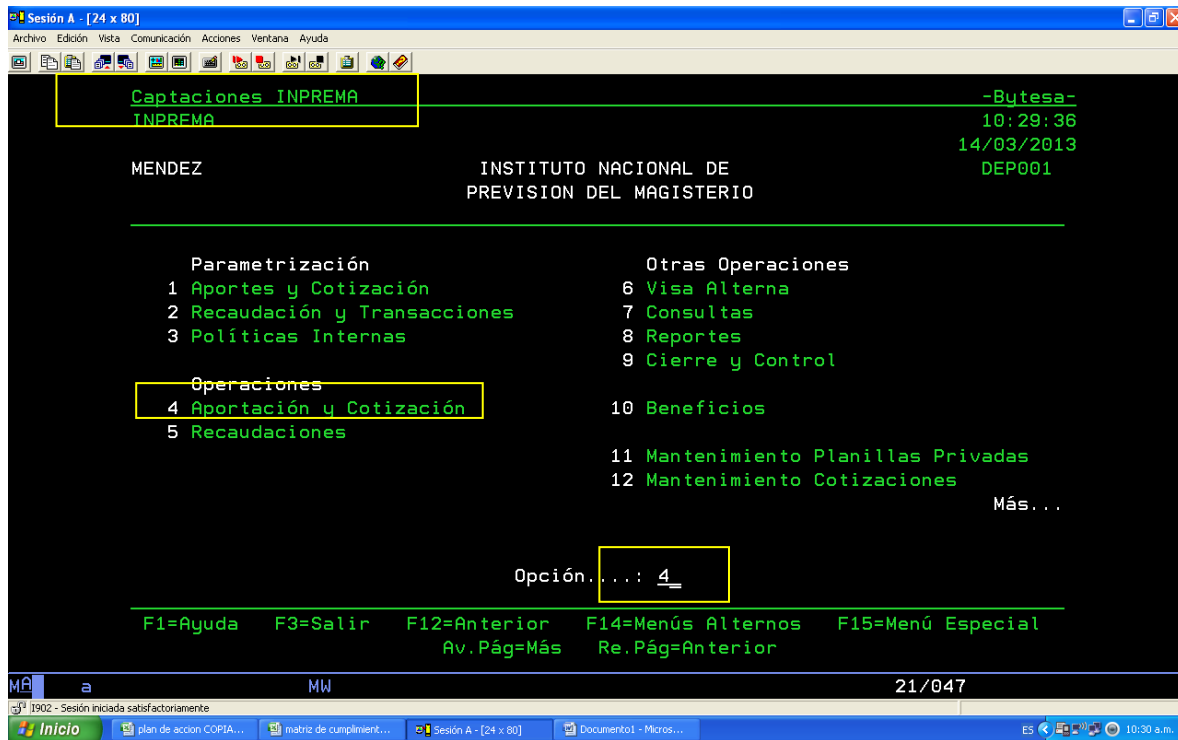 Sesión A - [24 x 80]
Archivo Edición Vista Comunicación Acciones Ventana Ayuda
Captaciones INPREMA -Bytesa-
INPREMA 10:29:36
14/03/2013
MENDEZ INSTITUTO NACIONAL DE DEP001
PREVISION DEL MAGISTERIO
Parametrización Otras Operaciones
1 Aportes y Cotización 6 Visa Alterna
2 Recaudación y Transacciones 7 Consultas
3 Políticas Internas 8 Reportes
9 Cierre y Control
Operaciones
4 Aportación y Cotización 10 Beneficios
5 Recaudaciones
11 Mantenimiento Planillas Privadas
12 Mantenimiento Cotizaciones
Más...
Opción.....: 4_
F1=Ayuda F3=Salir F12=Anterior F14=Menús Alternos F15=Menú Especial
Av.Pág=Más Re.Pág=Anterior
MA a MW 21/047
I902 - Sesión iniciada satisfactoriamente
Inicio plan de accion COPIA... matriz de cumplimient... Sesión A - [24 x 80] Documento1 - Micros... ES 10:30 a.m.